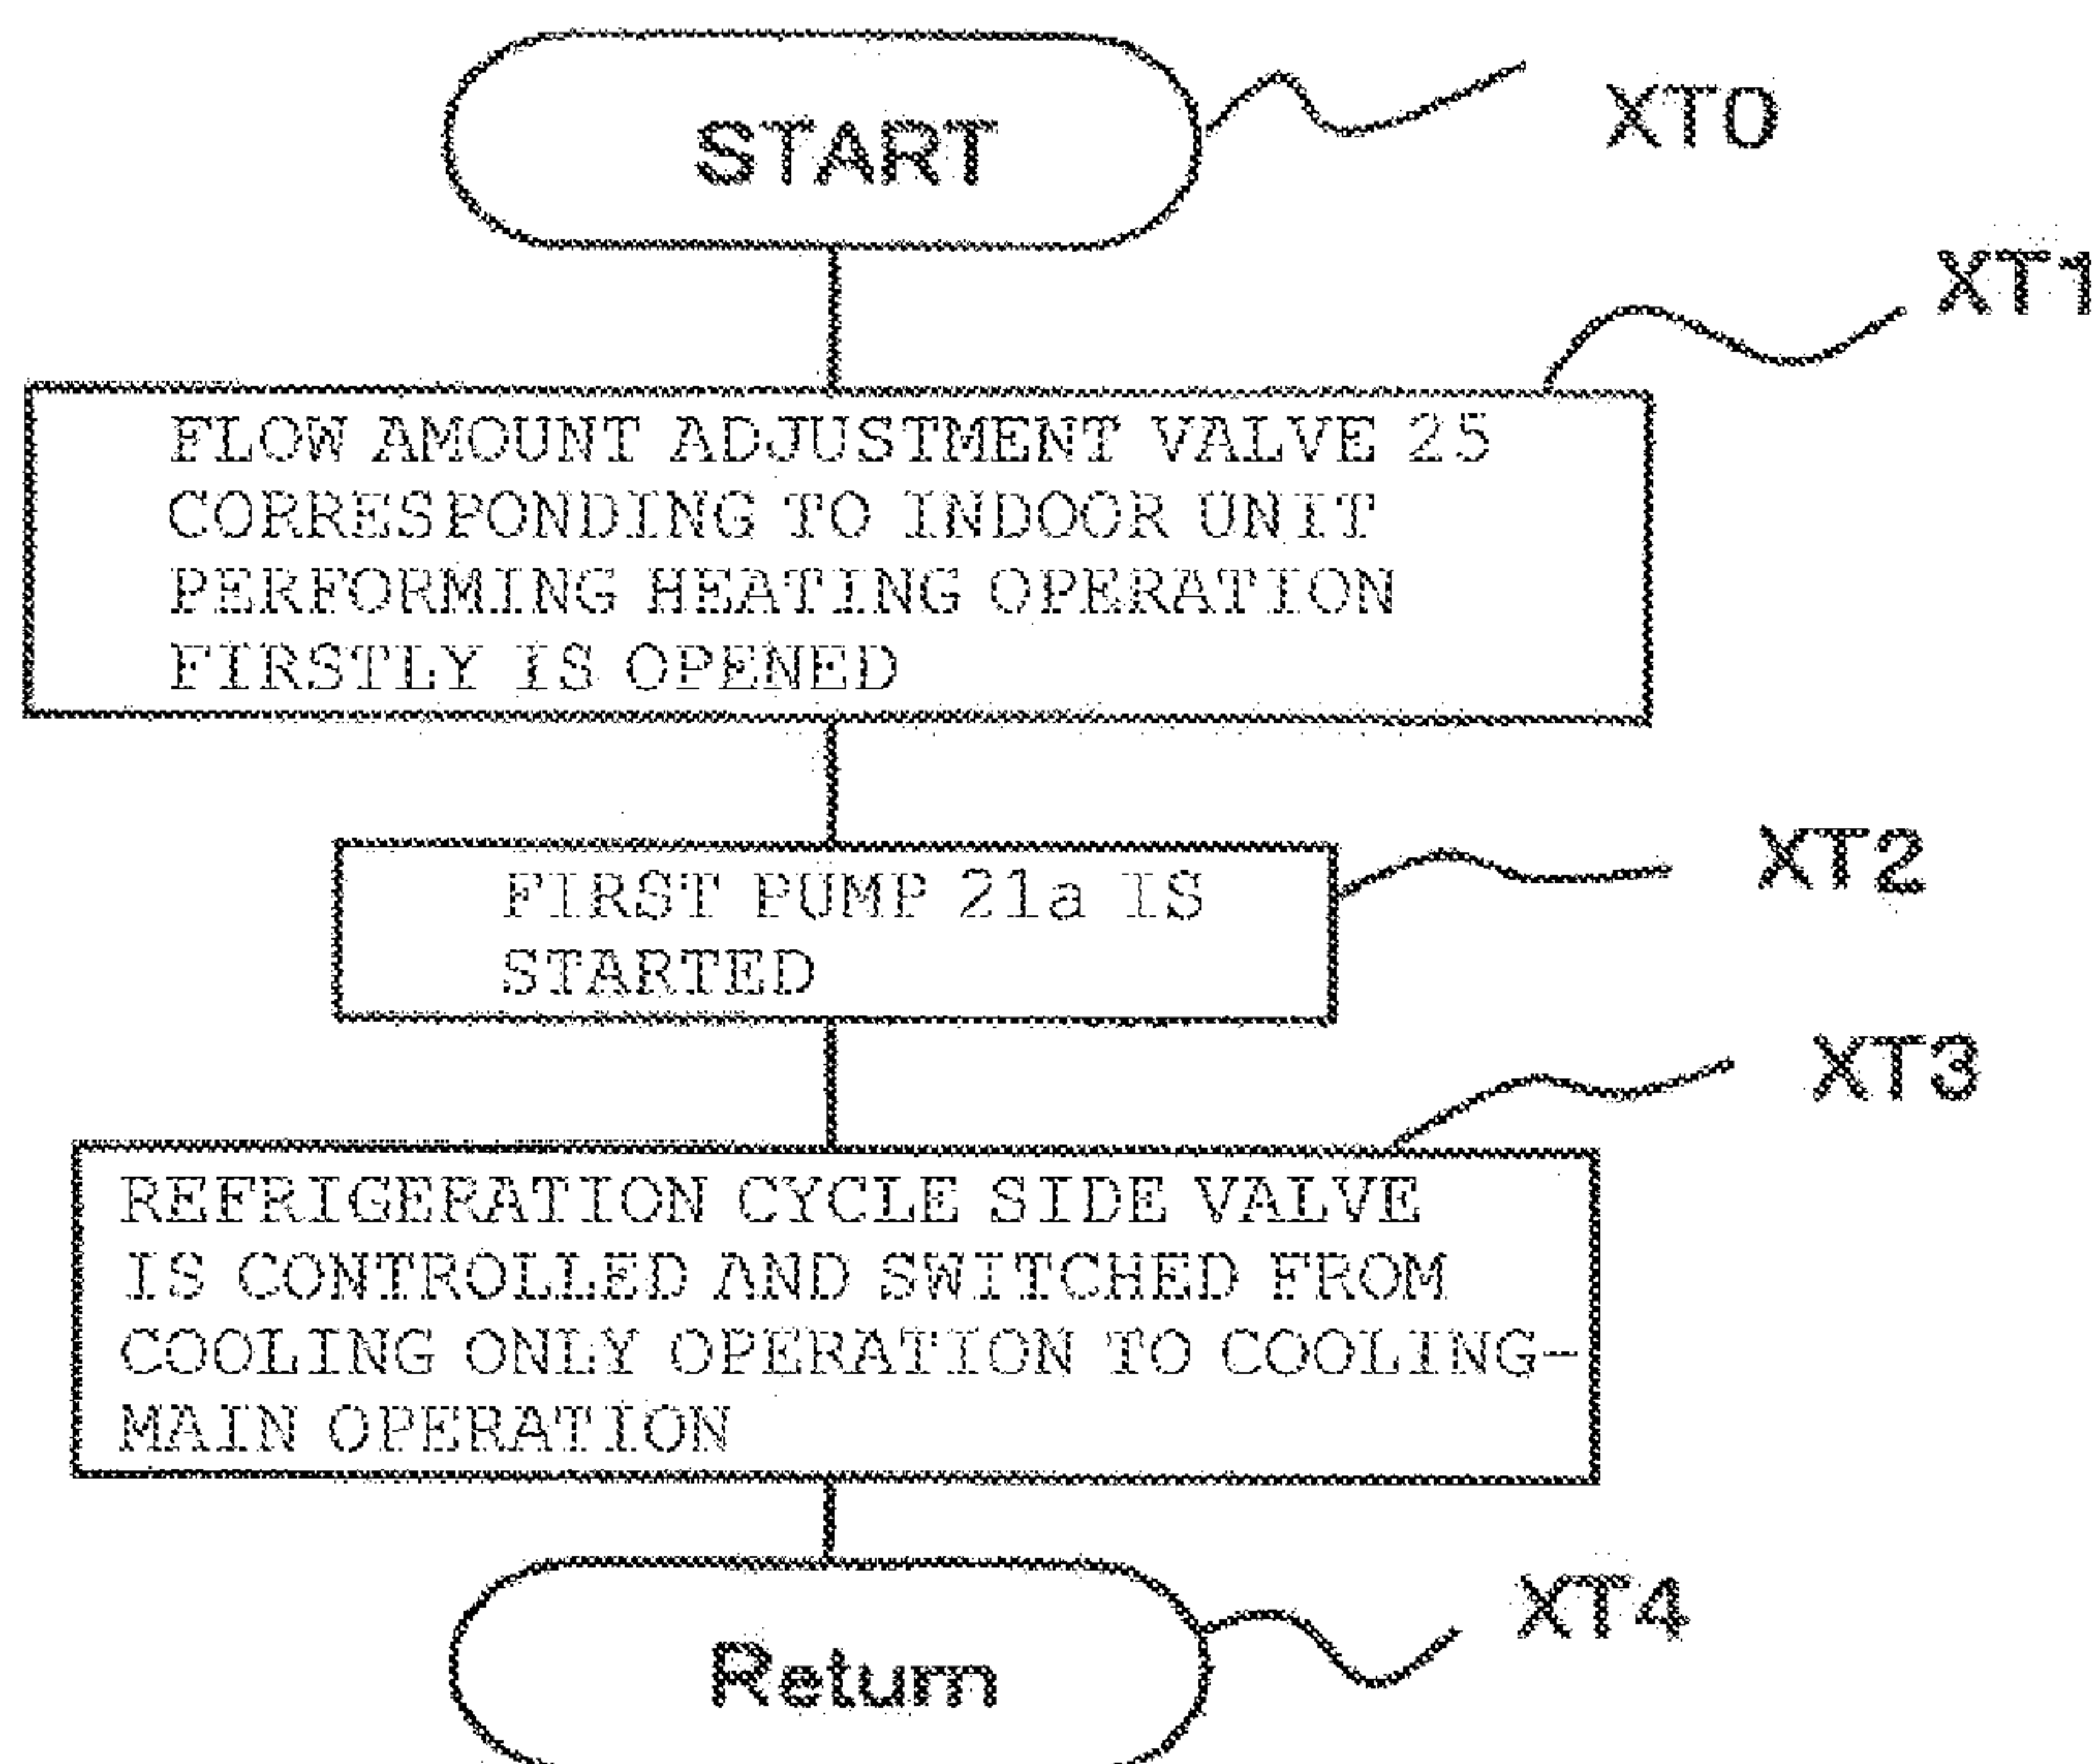 START
XT0
XT1
FLOW AMOUNT ADJUSTMENT VALVE 25
CORRESPONDING TO INDOOR UNIT
PERFORMING HEATING OPERATION
FIRSTLY IS OPENED
XT2
FIRST PUMP 21a IS
STARTED
XT3
REFRIGERATION CYCLE SIDE VALVE
IS CONTROLLED AND SWITCHED FROM
COOLING ONLY OPERATION TO COOLING-
MAIN OPERATION
XT4
Return